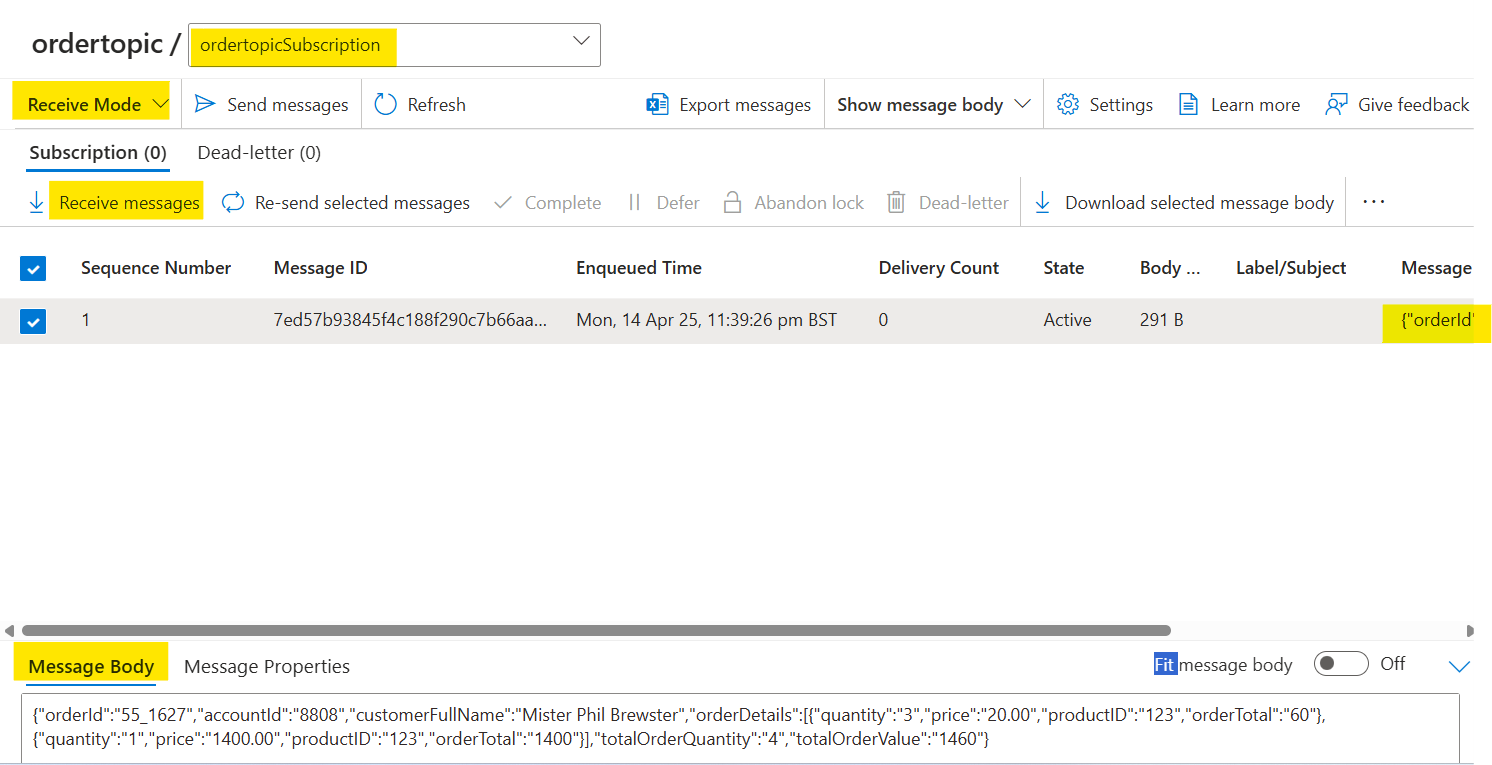 ordertopic / ordertopicSubscription
Receive Mode Send messages Refresh Export messages Show message body Settings Learn more Give feedback
Subscription (0) Dead-letter (0)
Receive messages Re-send selected messages Complete Defer Abandon lock Dead-letter Download selected message body ...
Sequence Number Message ID Enqueued Time Delivery Count State Body ... Label/Subject Message
1 7ed57b93845f4c188f290c7b66aa... Mon, 14 Apr 25, 11:39:26 pm BST 0 Active 291 B {"orderId"
Message Body Message Properties Fit message body Off
{"orderId":"55_1627","accountId":"8808","customerFullName":"Mister Phil Brewster","orderDetails":[{"quantity":"3","price":"20.00","productID":"123","orderTotal":"60"},
{"quantity":"1","price":"1400.00","productID":"123","orderTotal":"1400"}],"totalOrderQuantity":"4","totalOrderValue":"1460"}